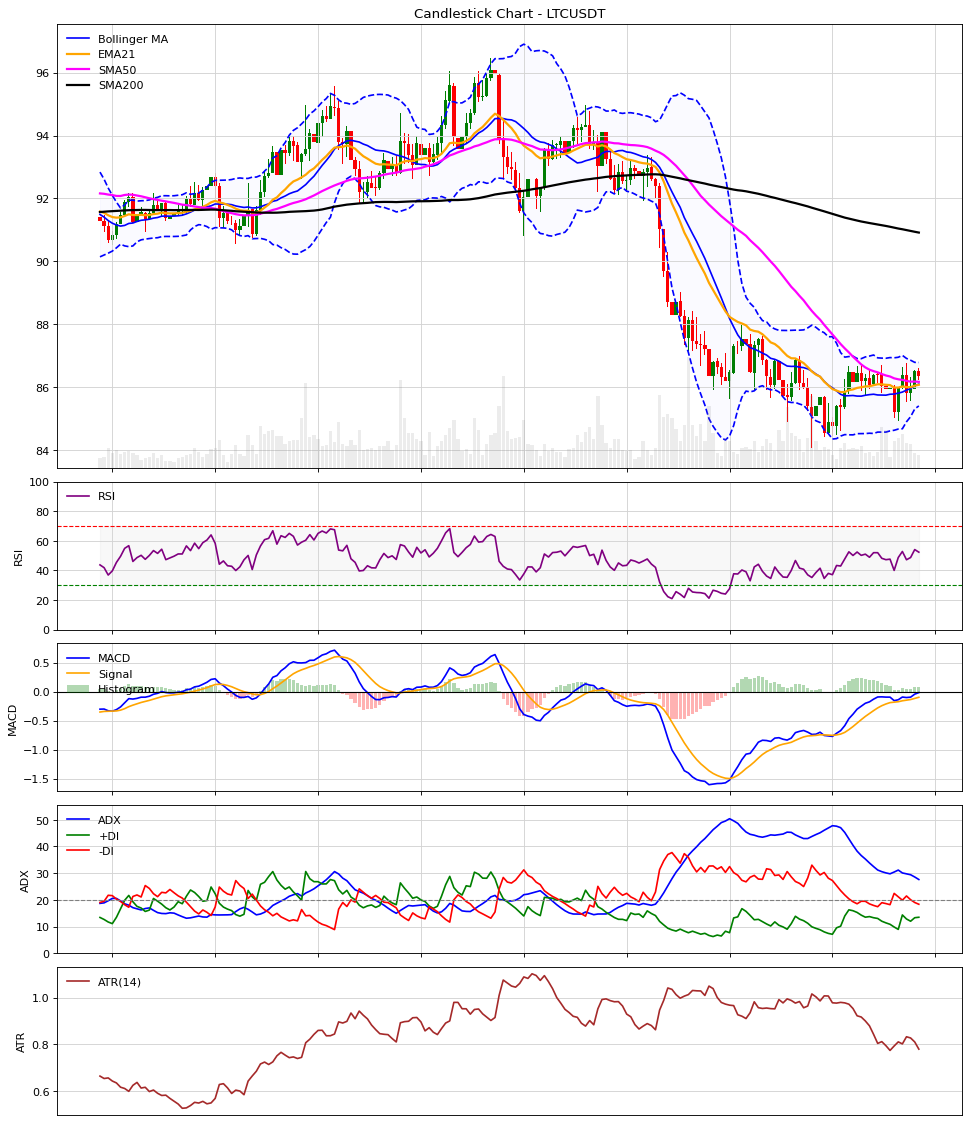 Candlestick Chart - LTCUSDT
Bollinger MA
EMA21
SMA50
SMA200
96
94
92
90
88
86
84
100
80
60
40
20
0
RSI
RSI
0.5
0.0
−0.5
−1.0
−1.5
MACD
MACD
Signal
Histogram
50
40
30
20
10
0
ADX
ADX
+DI
-DI
1.0
0.8
0.6
ATR
ATR(14)